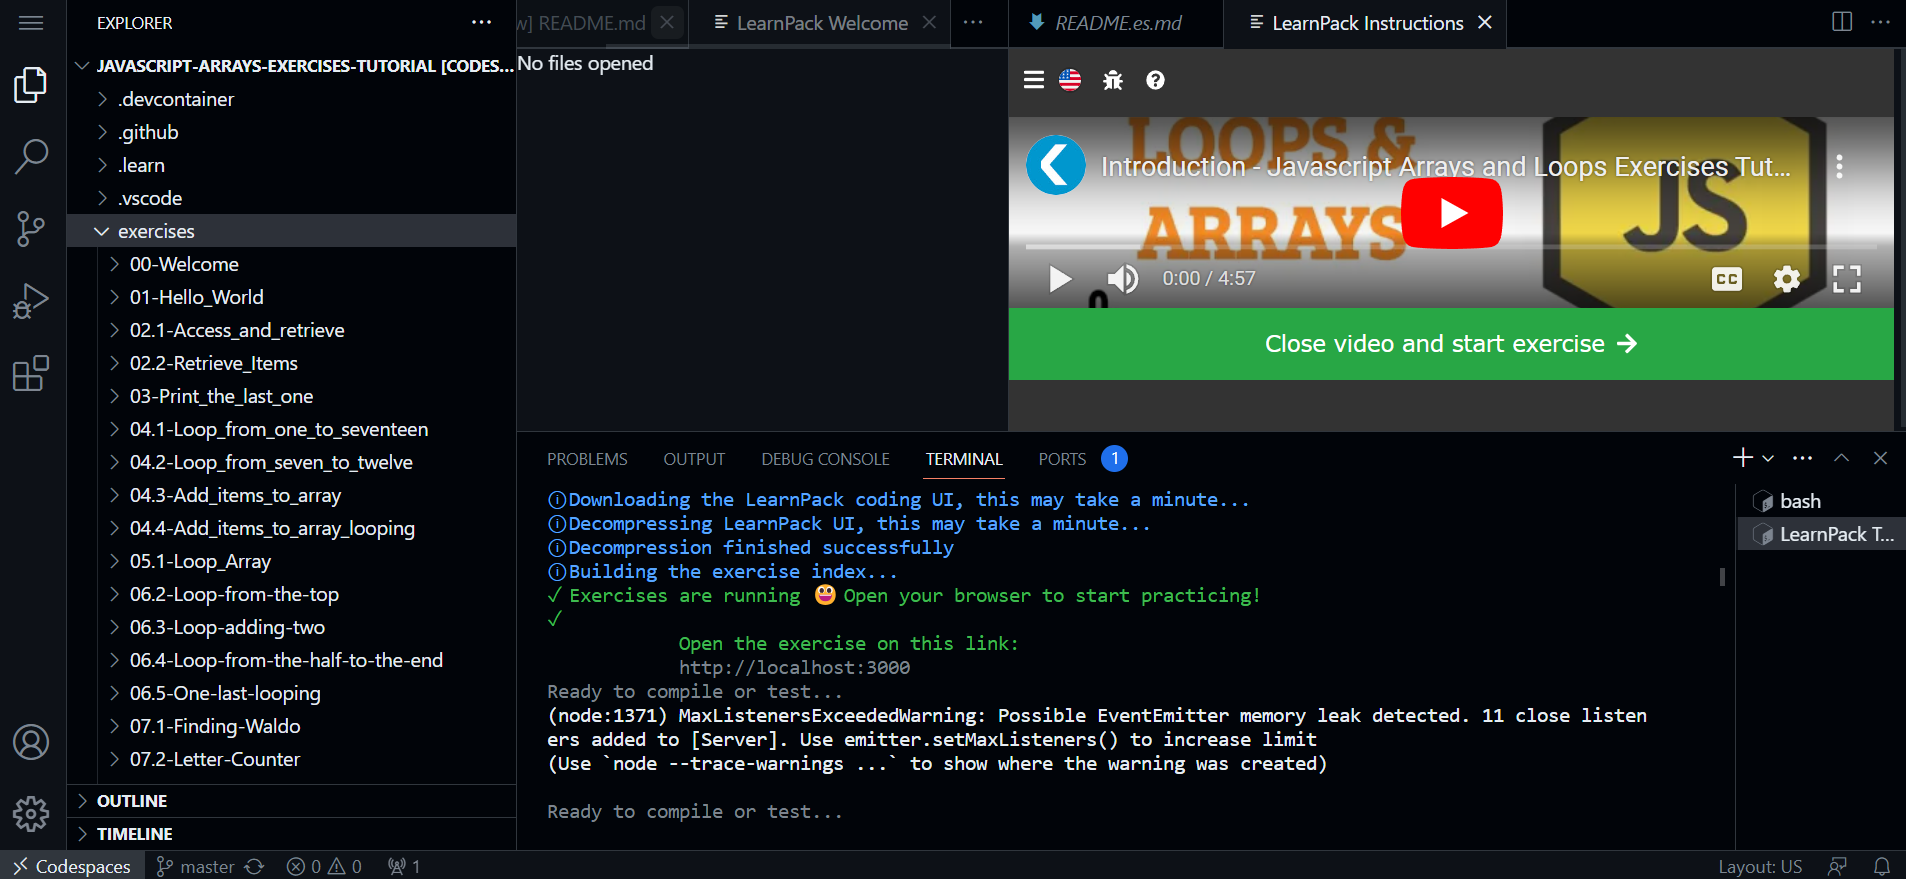 EXPLORER
JAVASCRIPT-ARRAYS-EXERCISES-TUTORIAL [CODES...
.devcontainer
.github
.learn
.vscode
exercises
00-Welcome
01-Hello_World
02.1-Access_and_retrieve
02.2-Retrieve_Items
03-Print_the_last_one
04.1-Loop_from_one_to_seventeen
04.2-Loop_from_seven_to_twelve
04.3-Add_items_to_array
04.4-Add_items_to_array_looping
05.1-Loop_Array
06.2-Loop-from-the-top
06.3-Loop-adding-two
06.4-Loop-from-the-half-to-the-end
06.5-One-last-looping
07.1-Finding-Waldo
07.2-Letter-Counter
OUTLINE
TIMELINE
w] README.md
LearnPack Welcome
No files opened
README.es.md
LearnPack Instructions
LOOPS &
ARRAYS
JS
Introduction - Javascript Arrays and Loops Exercises Tut...
0:00 / 4:57
CC
Close video and start exercise →
PROBLEMS OUTPUT DEBUG CONSOLE TERMINAL PORTS 1
ⓘDownloading the LearnPack coding UI, this may take a minute...
ⓘDecompressing LearnPack UI, this may take a minute...
ⓘDecompression finished successfully
ⓘBuilding the exercise index...
✓ Exercises are running 😀 Open your browser to start practicing!
✓
Open the exercise on this link:
http://localhost:3000
Ready to compile or test...
(node:1371) MaxListenersExceededWarning: Possible EventEmitter memory leak detected. 11 close listen
ers added to [Server]. Use emitter.setMaxListeners() to increase limit
(Use `node --trace-warnings ...` to show where the warning was created)
Ready to compile or test...
bash
LearnPack T...
Codespaces master 0 0 1
Layout: US